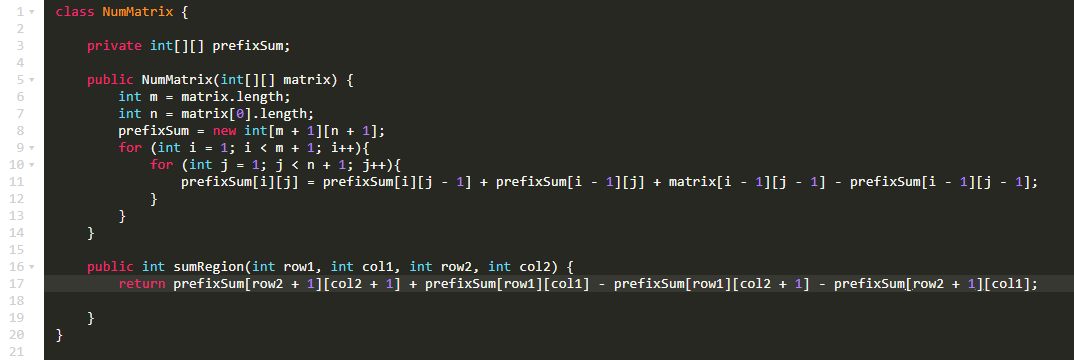 1 class NumMatrix {
2
3     private int[][] prefixSum;
4
5     public NumMatrix(int[][] matrix) {
6         int m = matrix.length;
7         int n = matrix[0].length;
8         prefixSum = new int[m + 1][n + 1];
9         for (int i = 1; i < m + 1; i++){
10             for (int j = 1; j < n + 1; j++){
11                 prefixSum[i][j] = prefixSum[i][j - 1] + prefixSum[i - 1][j] + matrix[i - 1][j - 1] - prefixSum[i - 1][j - 1];
12             }
13         }
14     }
15
16     public int sumRegion(int row1, int col1, int row2, int col2) {
17         return prefixSum[row2 + 1][col2 + 1] + prefixSum[row1][col1] - prefixSum[row1][col2 + 1] - prefixSum[row2 + 1][col1];
18
19     }
20 }
21